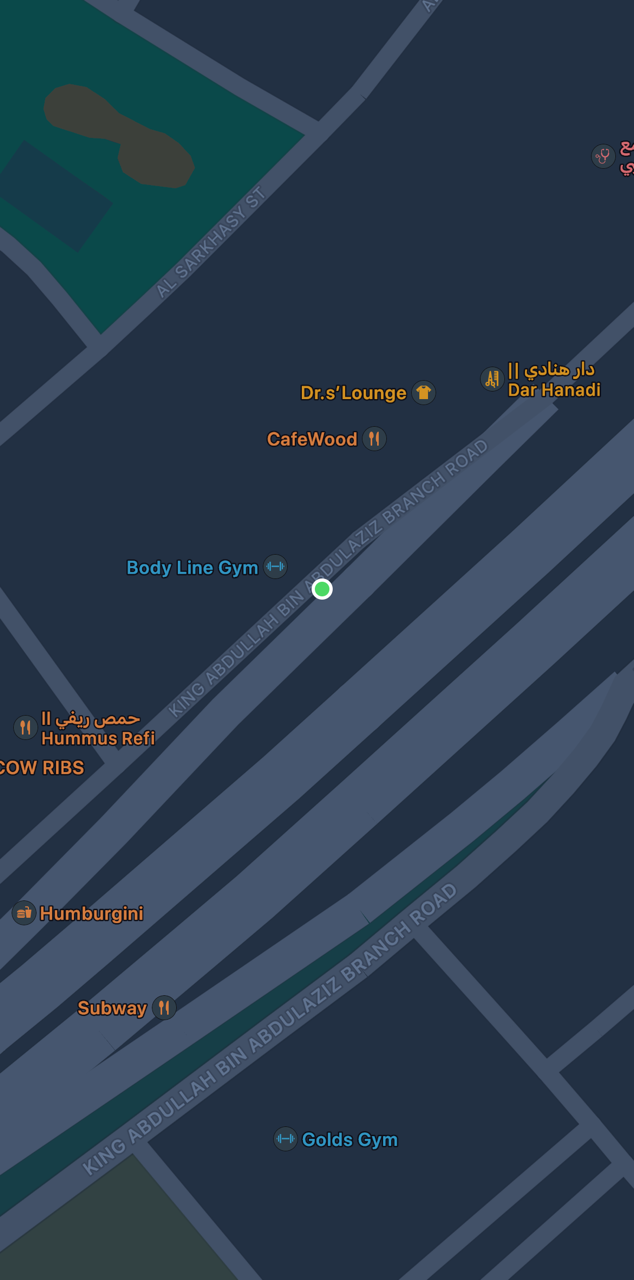 AL SARKHASY ST
دار هنادي ||
Dar Hanadi
Dr.s'Lounge
CafeWood
KING ABDULLAH BIN ABDULAZIZ BRANCH ROAD
Body Line Gym
حمص ريفي II
Hummus Refi
COW RIBS
Humburgini
KING ABDULLAH BIN ABDULAZIZ BRANCH ROAD
Subway
Golds Gym